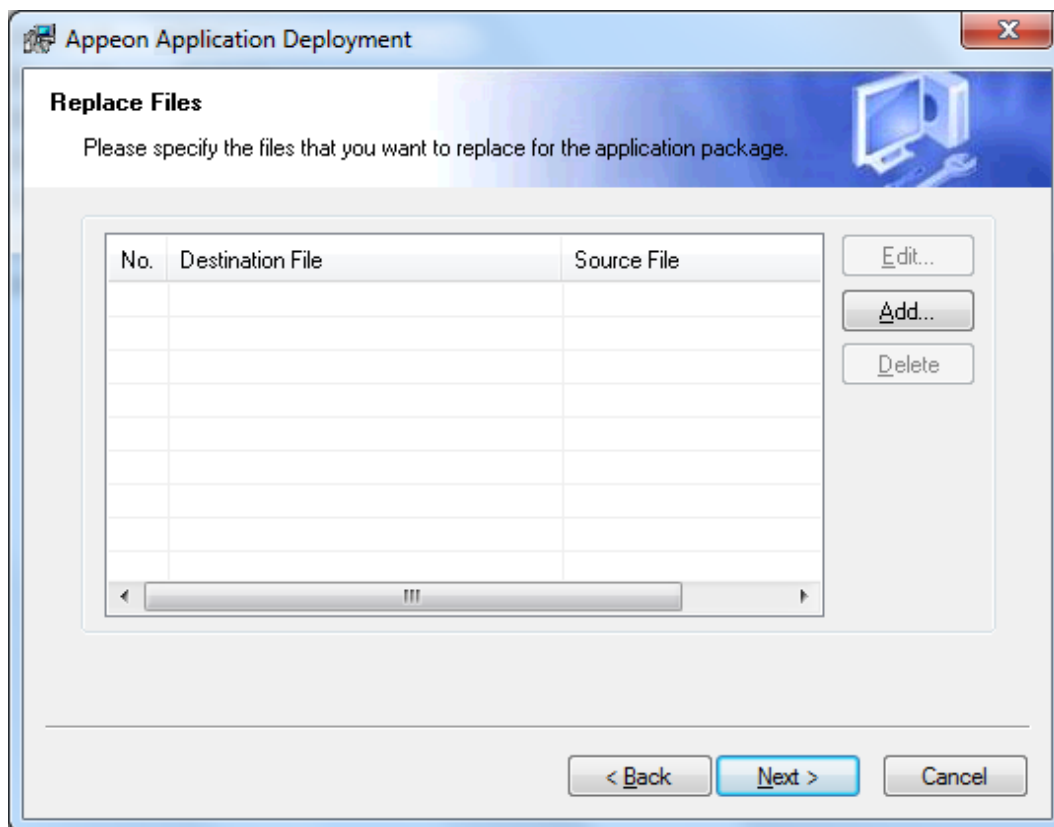 Appeon Application Deployment
Replace Files
Please specify the files that you want to replace for the application package.
No. Destination File Source File
Edit...
Add...
Delete
< Back Next > Cancel